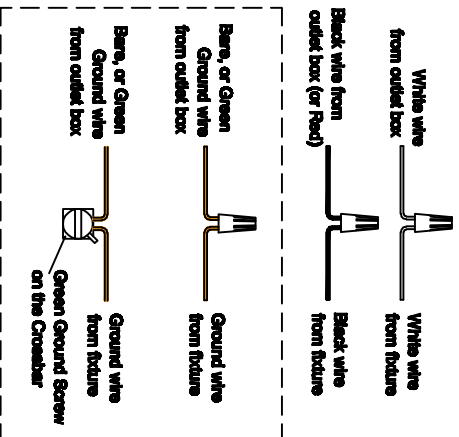 White wire
from outlet box
White wire
from fixture
Black wire from
outlet box (or Red)
Black wire
from fixture
Bare, or Green
Ground wire
from outlet box
Ground wire
from fixture
Bare, or Green
Ground wire
from outlet box
Ground wire
from fixture
Green Ground Screw
on the Crossbar